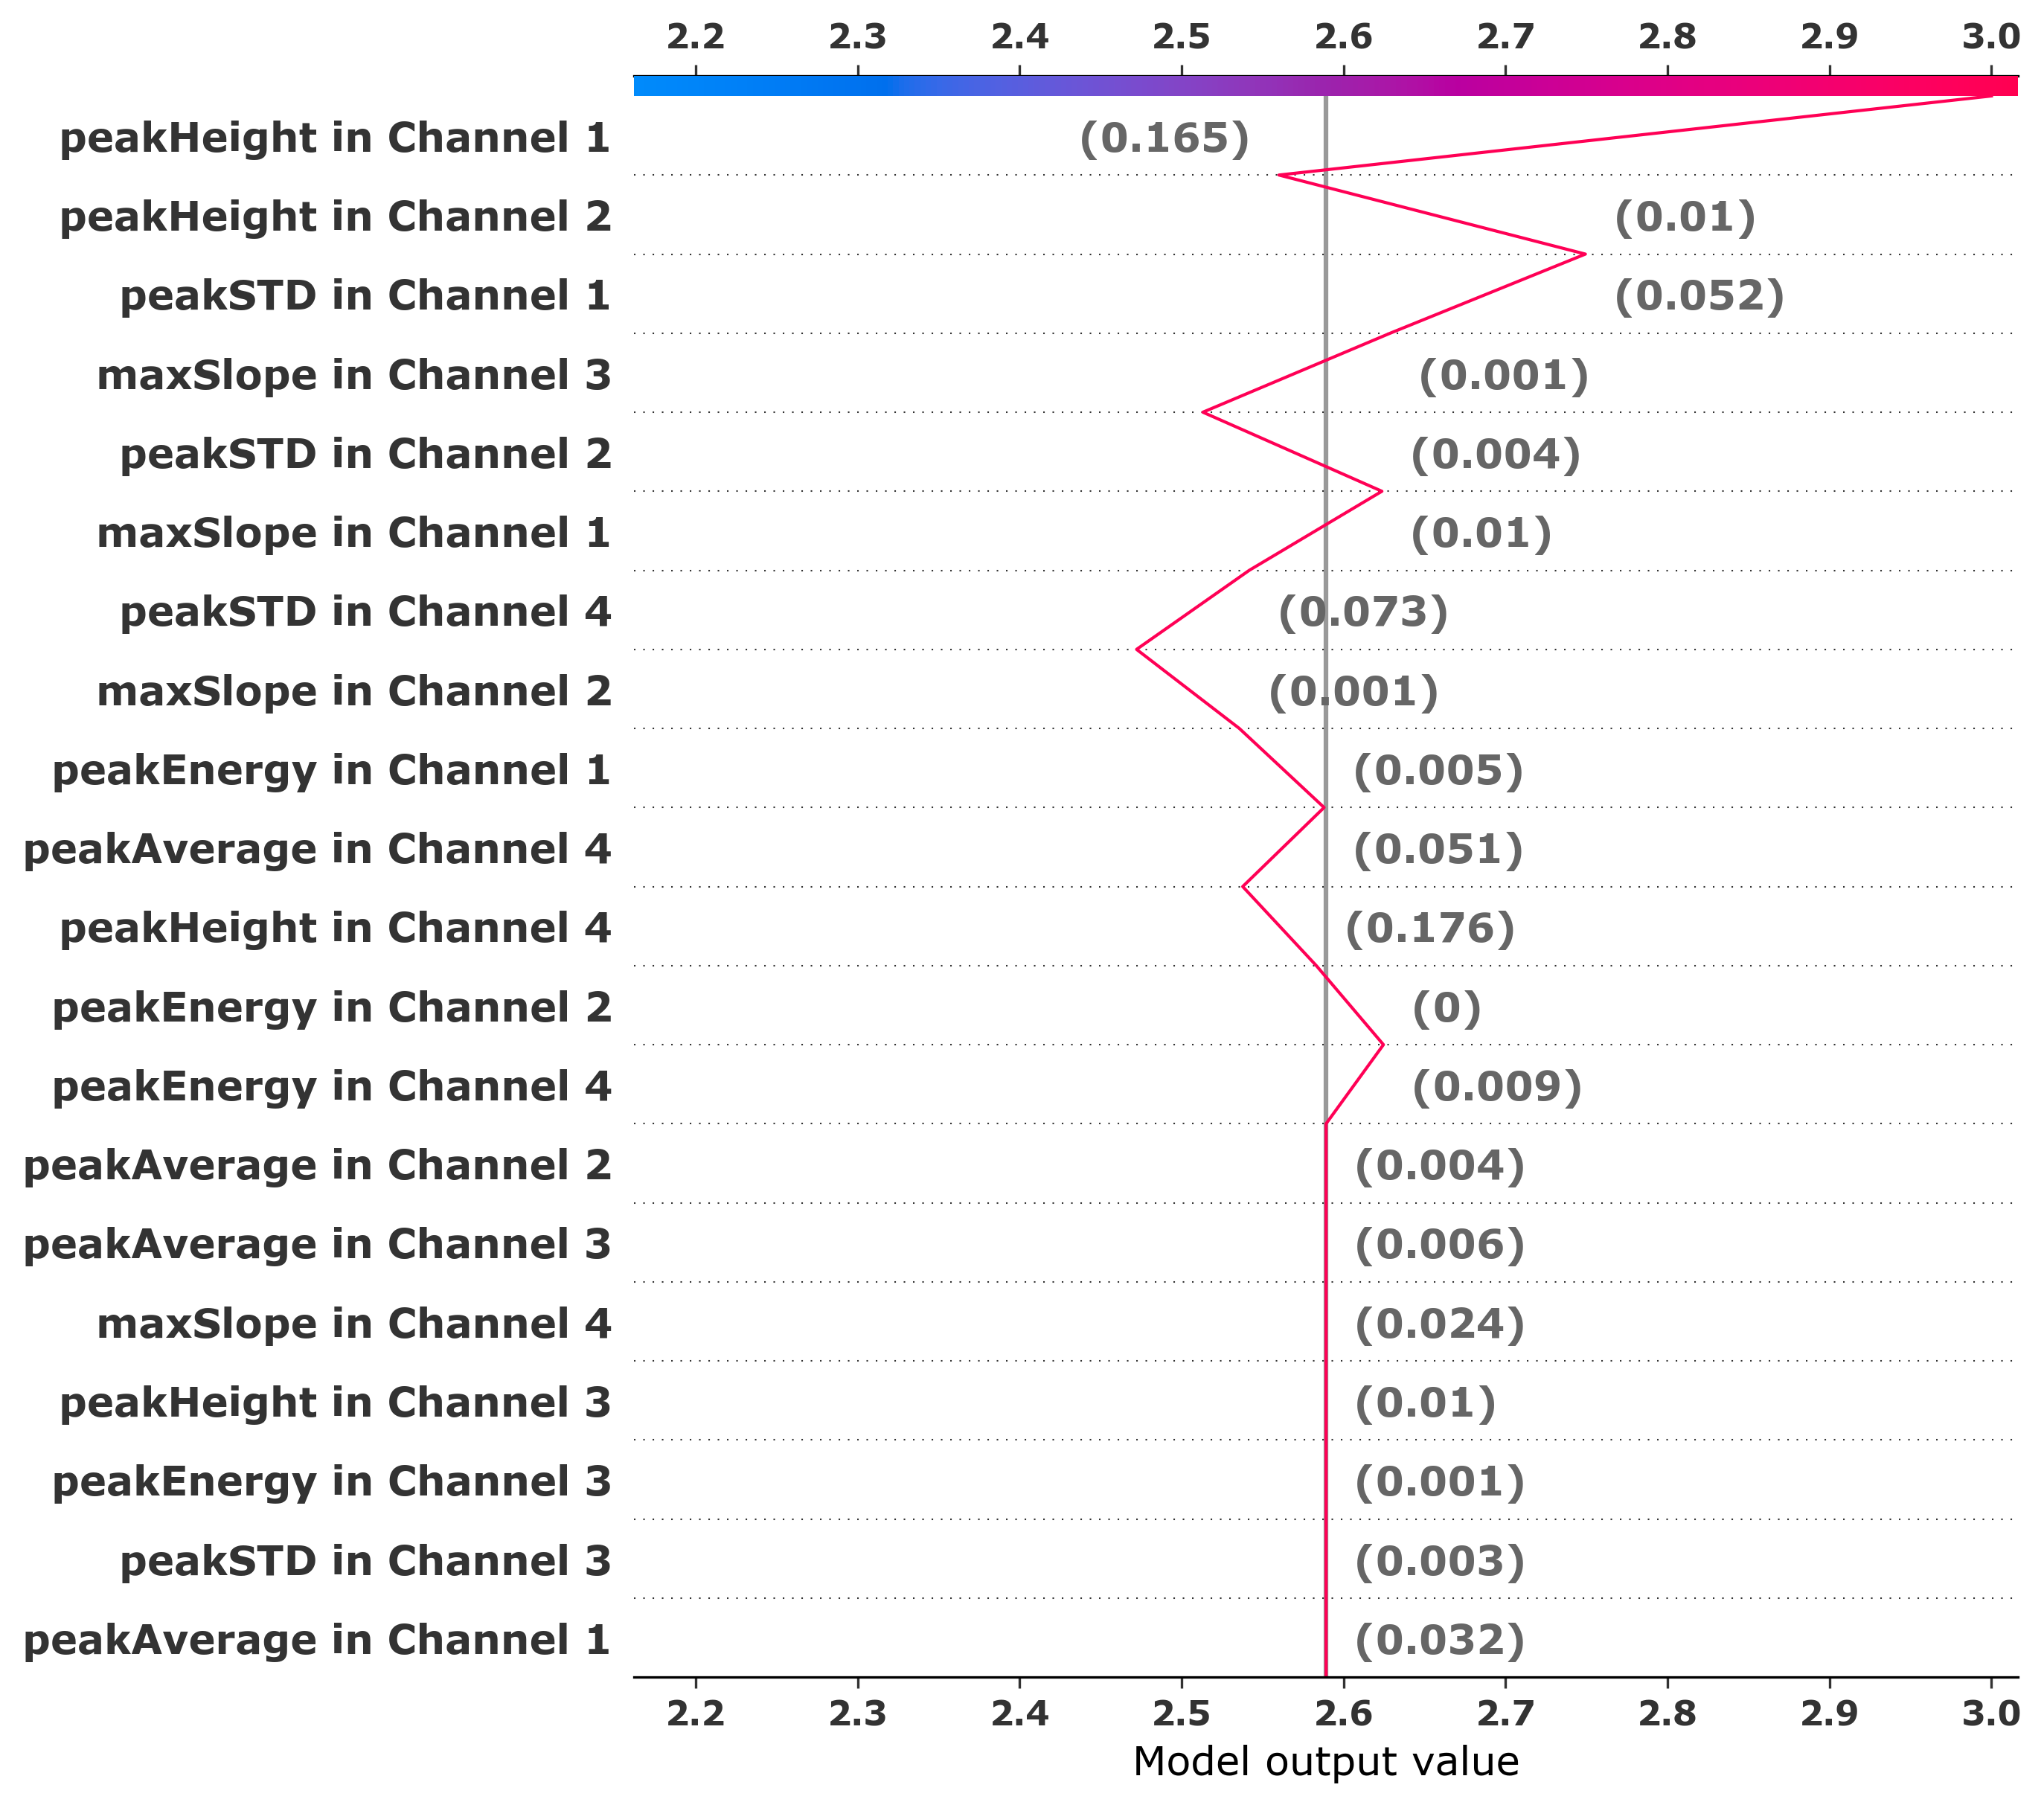 2.2 2.3 2.4 2.5 2.6 2.7 2.8 2.9 3.0
peakHeight in Channel 1 (0.165)
peakHeight in Channel 2 (0.01)
peakSTD in Channel 1 (0.052)
maxSlope in Channel 3 (0.001)
peakSTD in Channel 2 (0.004)
maxSlope in Channel 1 (0.01)
peakSTD in Channel 4 (0.073)
maxSlope in Channel 2 (0.001)
peakEnergy in Channel 1 (0.005)
peakAverage in Channel 4 (0.051)
peakHeight in Channel 4 (0.176)
peakEnergy in Channel 2 (0)
peakEnergy in Channel 4 (0.009)
peakAverage in Channel 2 (0.004)
peakAverage in Channel 3 (0.006)
maxSlope in Channel 4 (0.024)
peakHeight in Channel 3 (0.01)
peakEnergy in Channel 3 (0.001)
peakSTD in Channel 3 (0.003)
peakAverage in Channel 1 (0.032)
2.2 2.3 2.4 2.5 2.6 2.7 2.8 2.9 3.0
Model output value